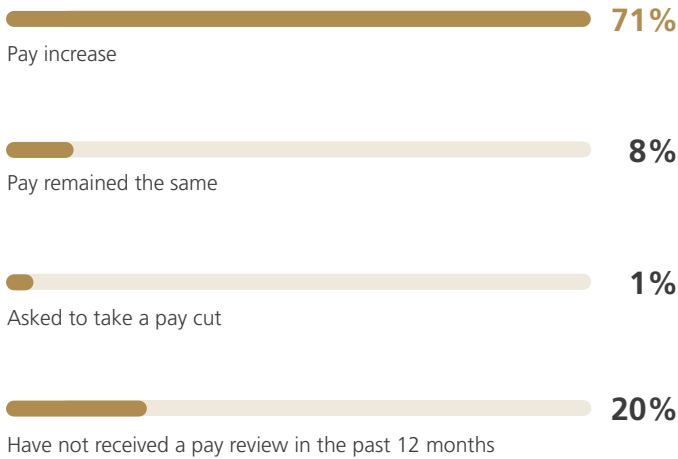 71%
Pay increase
8%
Pay remained the same
1%
Asked to take a pay cut
20%
Have not received a pay review in the past 12 months